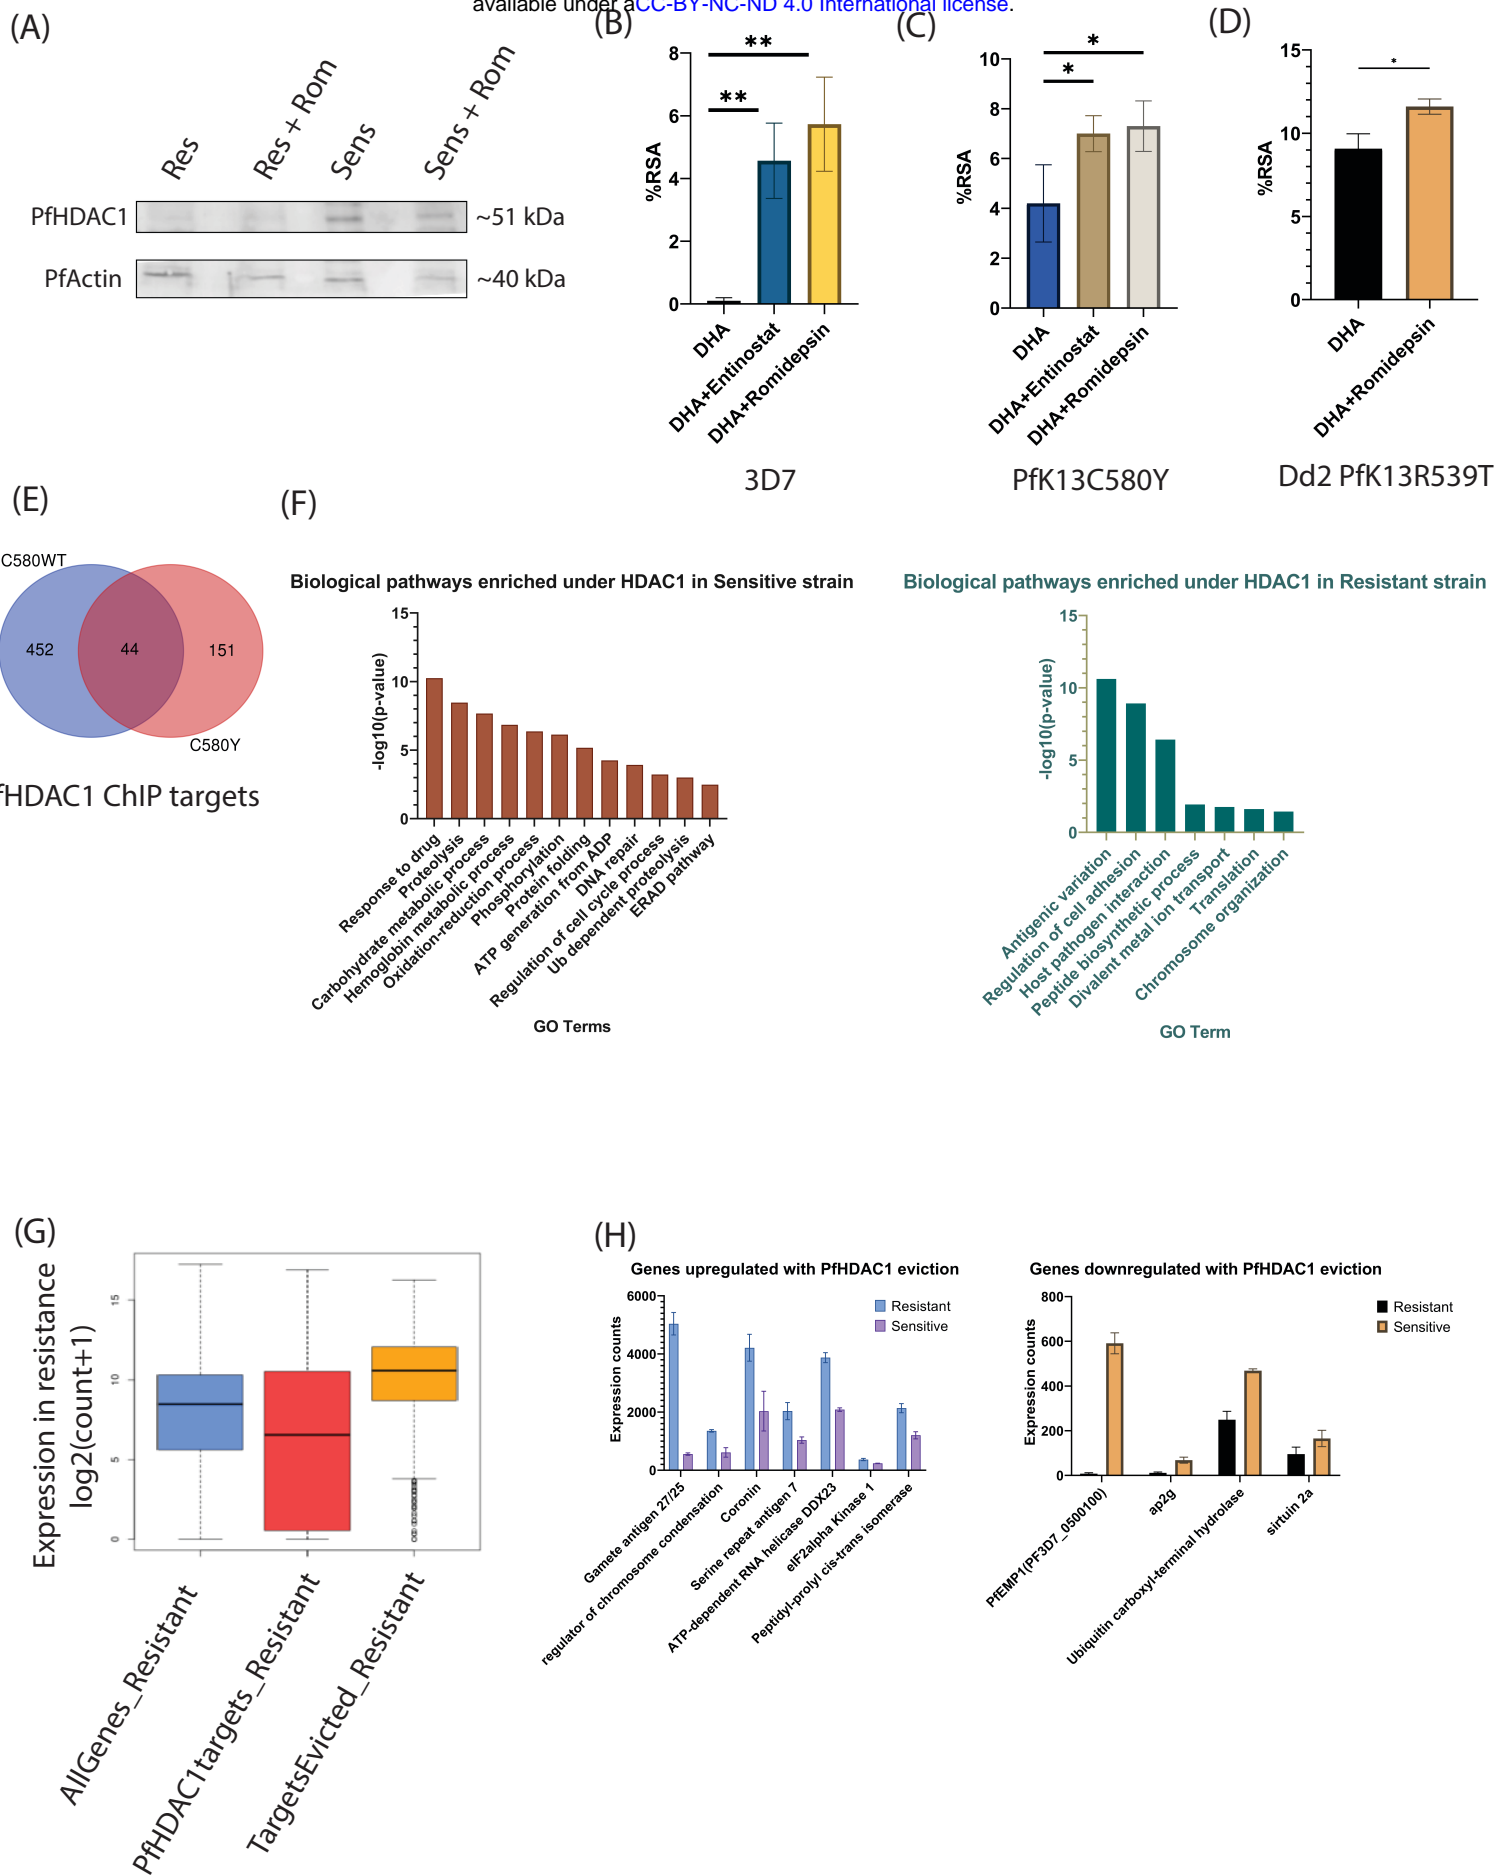 available under aCC-BY-NC-ND 4.0 International license.
(A)
Res
Res + Rom
Sens
Sens + Rom
PfHDAC1
~51 kDa
PfActin
~40 kDa
(B)
%RSA
8
6
4
2
0
**
**
DHA
DHA+Entinostat
DHA+Romidepsin
3D7
(C)
%RSA
10
8
6
4
2
0
*
*
DHA
DHA+Entinostat
DHA+Romidepsin
PfK13C580Y
(D)
%RSA
15
10
5
0
*
DHA
DHA+Romidepsin
Dd2 PfK13R539T
(E)
C580WT
452
44
151
C580Y
fHDAC1 ChIP targets
(F)
Biological pathways enriched under HDAC1 in Sensitive strain
-log10(p-value)
15
10
5
0
Response to drug
Proteolysis
Carbohydrate metabolic process
Hemoglobin metabolic process
Oxidation-reduction process
Phosphorylation
Protein folding
ATP generation from ADP
DNA repair
Regulation of cell cycle process
Ub dependent proteolysis
ERAD pathway
GO Terms
Biological pathways enriched under HDAC1 in Resistant strain
-log10(p-value)
15
10
5
0
Antigenic variation
Regulation of cell adhesion
Host pathogen interaction
Peptide biosynthetic process
Divalent metal ion transport
Translation
Chromosome organization
GO Term
(G)
Expression in resistance
log2(count+1)
15
10
5
0
AllGenes_Resistant
PfHDAC1targets_Resistant
TargetsEvicted_Resistant
(H)
Genes upregulated with PfHDAC1 eviction
Expression counts
6000
4000
2000
0
Resistant
Sensitive
Gamete antigen 27/25
regulator of chromosome condensation
Coronin
Serine repeat antigen 7
ATP-dependent RNA helicase DDX23
eIF2alpha Kinase 1
Peptidyl-prolyl cis-trans isomerase
Genes downregulated with PfHDAC1 eviction
Expression counts
800
600
400
200
0
Resistant
Sensitive
PfEMP1(PF3D7_0500100)
ap2g
Ubiquitin carboxyl-terminal hydrolase
sirtuin 2a